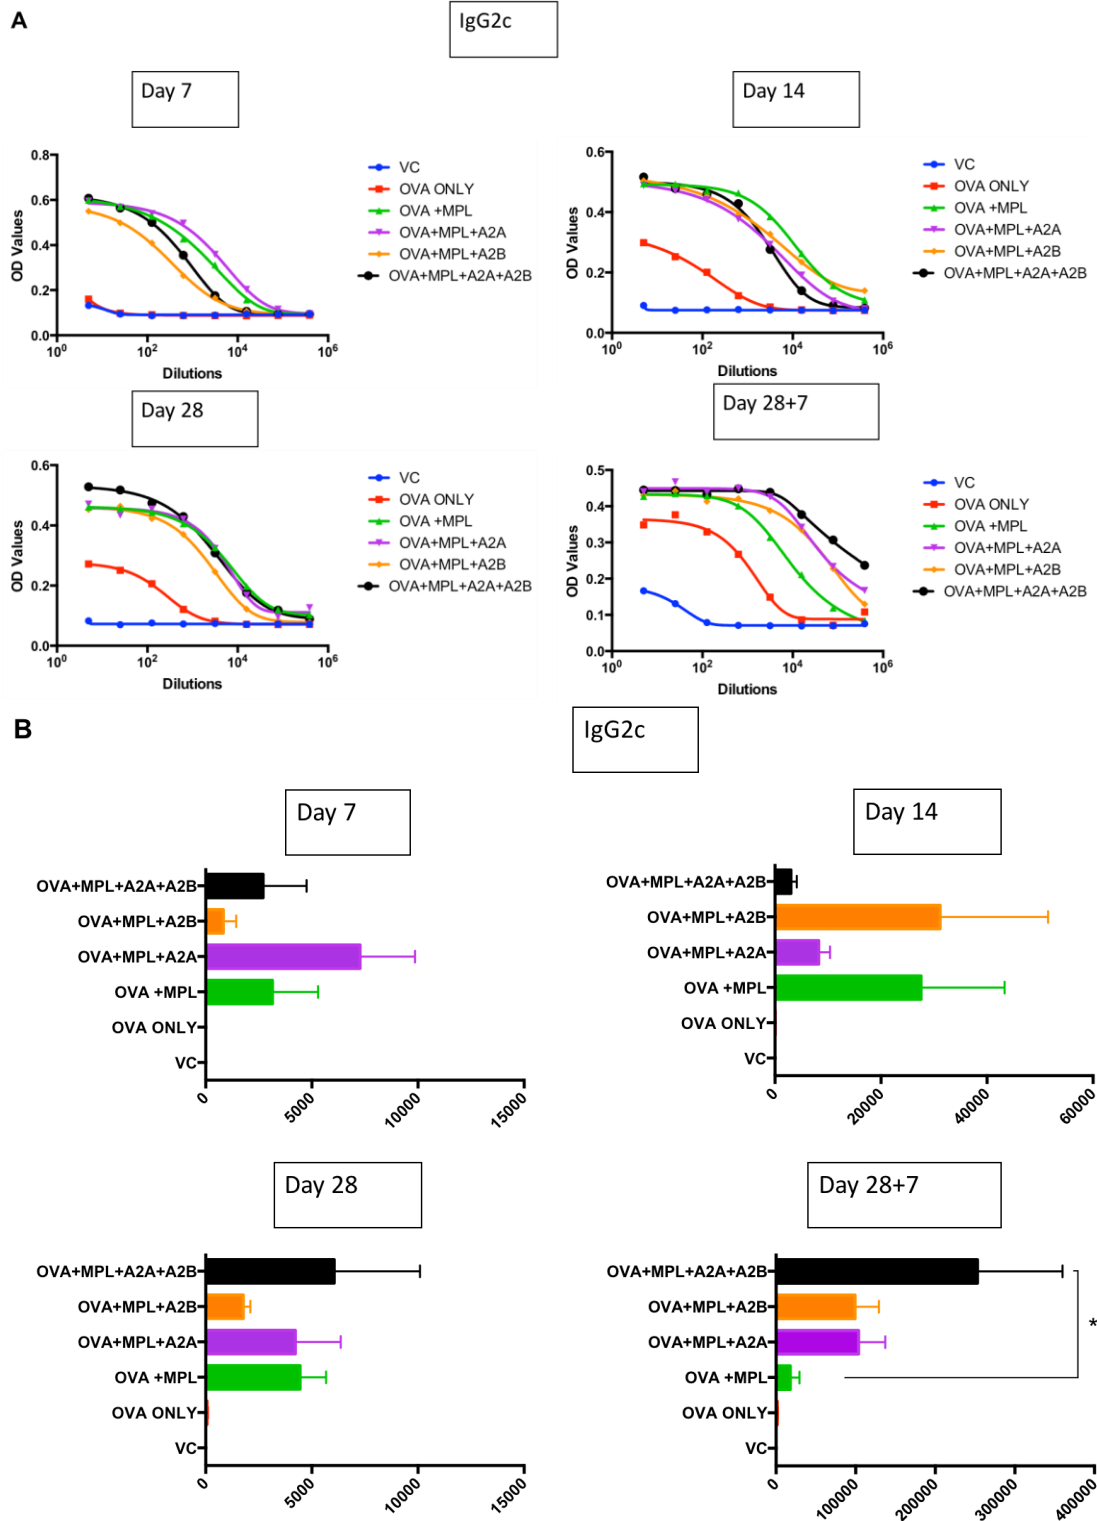 A
IgG2c
Day 7
0.8
0.6
0.4
0.2
0.0
OD Values
10^0
10^2
10^4
10^6
Dilutions
VC
OVA ONLY
OVA +MPL
OVA+MPL+A2A
OVA+MPL+A2B
OVA+MPL+A2A+A2B
Day 14
0.6
0.4
0.2
0.0
OD Values
10^0
10^2
10^4
10^6
Dilutions
VC
OVA ONLY
OVA +MPL
OVA+MPL+A2A
OVA+MPL+A2B
OVA+MPL+A2A+A2B
Day 28
0.6
0.4
0.2
0.0
OD Values
10^0
10^2
10^4
10^6
Dilutions
VC
OVA ONLY
OVA +MPL
OVA+MPL+A2A
OVA+MPL+A2B
OVA+MPL+A2A+A2B
Day 28+7
0.5
0.4
0.3
0.2
0.1
0.0
OD Values
10^0
10^2
10^4
10^6
Dilutions
VC
OVA ONLY
OVA +MPL
OVA+MPL+A2A
OVA+MPL+A2B
OVA+MPL+A2A+A2B
B
IgG2c
Day 7
OVA+MPL+A2A+A2B
OVA+MPL+A2B
OVA+MPL+A2A
OVA +MPL
OVA ONLY
VC
0
5000
10000
15000
Day 14
OVA+MPL+A2A+A2B
OVA+MPL+A2B
OVA+MPL+A2A
OVA +MPL
OVA ONLY
VC
0
20000
40000
60000
Day 28
OVA+MPL+A2A+A2B
OVA+MPL+A2B
OVA+MPL+A2A
OVA +MPL
OVA ONLY
VC
0
5000
10000
15000
Day 28+7
OVA+MPL+A2A+A2B
OVA+MPL+A2B
OVA+MPL+A2A
OVA +MPL
OVA ONLY
VC
*
0
100000
200000
300000
400000